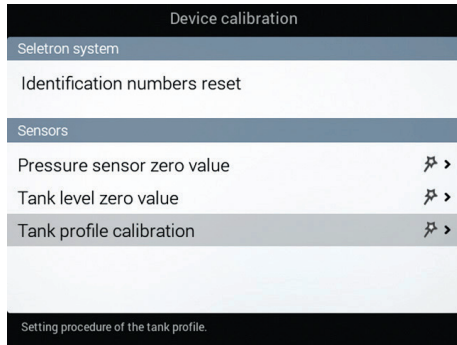 Device calibration
Seletron system
Identification numbers reset
Sensors
Pressure sensor zero value
Tank level zero value
Tank profile calibration
Setting procedure of the tank profile.